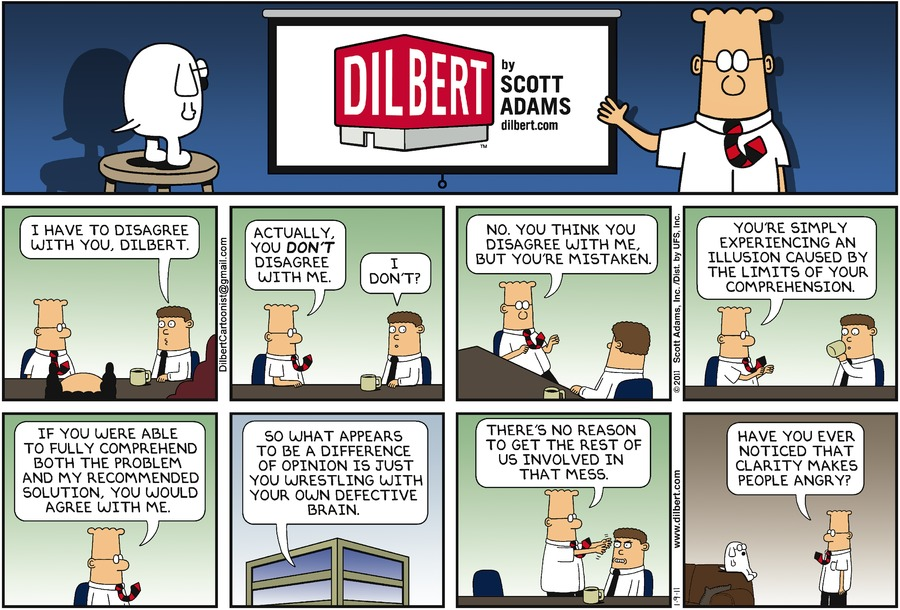 DILBERT
™
by
SCOTT
ADAMS
dilbert.com
I HAVE TO DISAGREE
WITH YOU, DILBERT.
DilbertCartoonist@gmail.com
ACTUALLY,
YOU DON'T
DISAGREE
WITH ME.
I
DON'T?
NO. YOU THINK YOU
DISAGREE WITH ME,
BUT YOU'RE MISTAKEN.
© 2011 Scott Adams, Inc. /Dist. by UFS, Inc.
YOU'RE SIMPLY
EXPERIENCING AN
ILLUSION CAUSED BY
THE LIMITS OF YOUR
COMPREHENSION.
IF YOU WERE ABLE
TO FULLY COMPREHEND
BOTH THE PROBLEM
AND MY RECOMMENDED
SOLUTION, YOU WOULD
AGREE WITH ME.
SO WHAT APPEARS
TO BE A DIFFERENCE
OF OPINION IS JUST
YOU WRESTLING WITH
YOUR OWN DEFECTIVE
BRAIN.
THERE'S NO REASON
TO GET THE REST OF
US INVOLVED IN
THAT MESS.
www.dilbert.com
1-9-11
HAVE YOU EVER
NOTICED THAT
CLARITY MAKES
PEOPLE ANGRY?